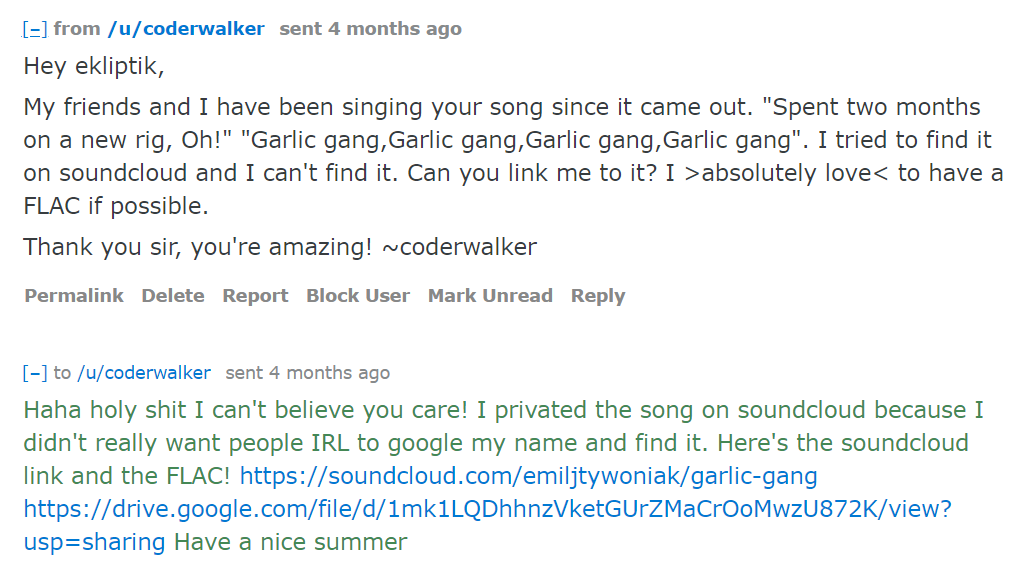 [–] from /u/coderwalker sent 4 months ago
Hey ekliptik,
My friends and I have been singing your song since it came out. "Spent two months
on a new rig, Oh!" "Garlic gang,Garlic gang,Garlic gang,Garlic gang". I tried to find it
on soundcloud and I can't find it. Can you link me to it? I >absolutely love< to have a
FLAC if possible.
Thank you sir, you're amazing! ~coderwalker
Permalink Delete Report Block User Mark Unread Reply
[–] to /u/coderwalker sent 4 months ago
Haha holy shit I can't believe you care! I privated the song on soundcloud because I
didn't really want people IRL to google my name and find it. Here's the soundcloud
link and the FLAC! https://soundcloud.com/emiljtywoniak/garlic-gang
https://drive.google.com/file/d/1mk1LQDhhnzVketGUrZMaCrOoMwzU872K/view?
usp=sharing Have a nice summer